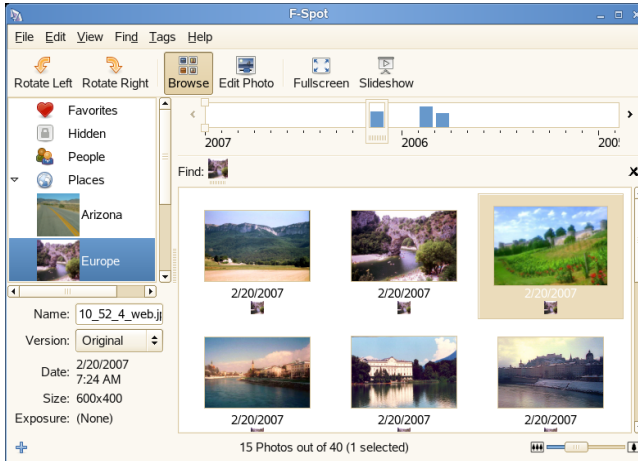 F-Spot
File Edit View Find Tags Help
Rotate Left Rotate Right Browse Edit Photo Fullscreen Slideshow
Favorites
Hidden
People
Places
Arizona
Europe
2007 2006 200
Find:
2/20/2007 2/20/2007 2/20/2007
2/20/2007 2/20/2007 2/20/2007
Name: 10_52_4_web.j
Version: Original
Date: 2/20/2007
7:24 AM
Size: 600x400
Exposure: (None)
15 Photos out of 40 (1 selected)